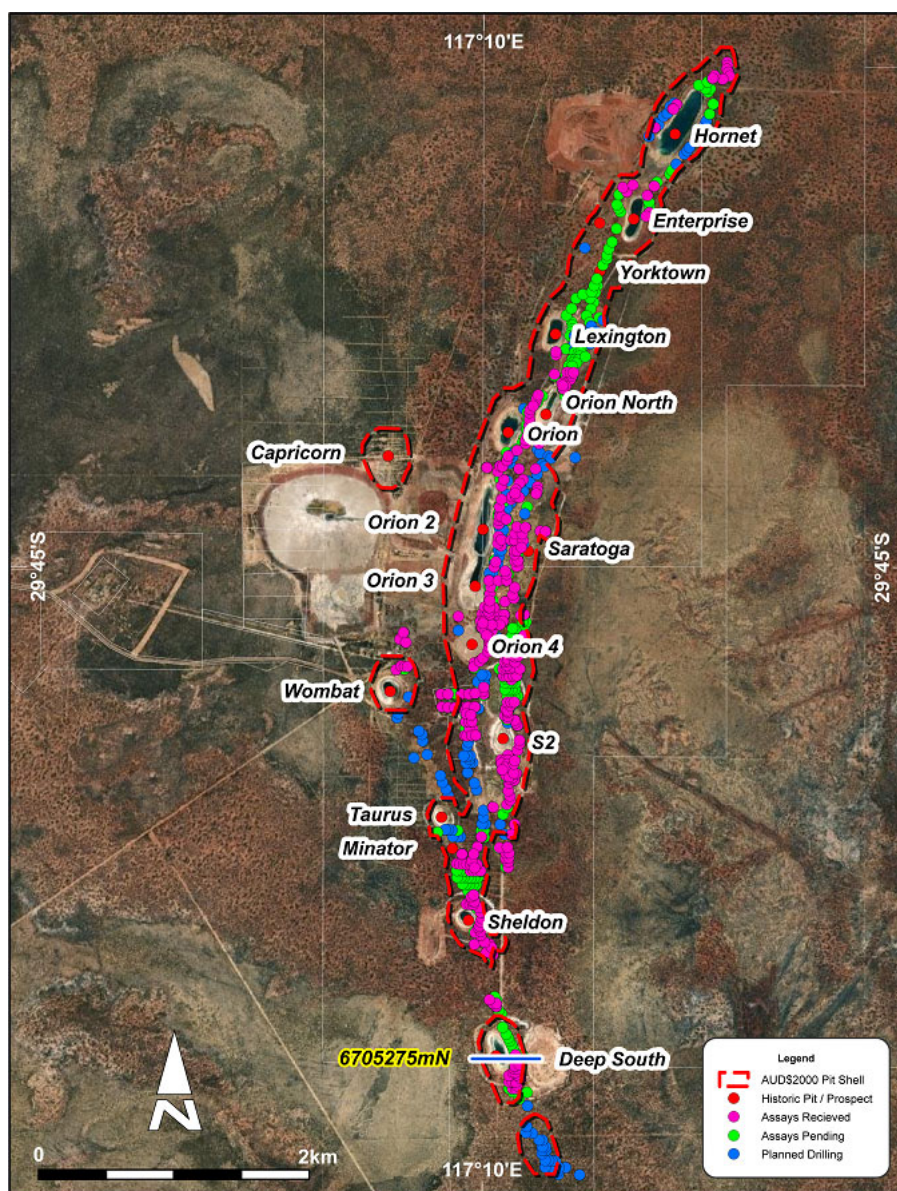 117°10'E
Hornet
Enterprise
Yorktown
Lexington
Orion North
Orion
Capricorn
Orion 2
29°45'S
Saratoga
29°45'S
Orion 3
Orion 4
Wombat
S2
Taurus
Minator
Sheldon
6705275mN
Deep South
N
0
2km
117°10'E
Legend
AUD$2000 Pit Shell
Historic Pit / Prospect
Assays Recieved
Assays Pending
Planned Drilling